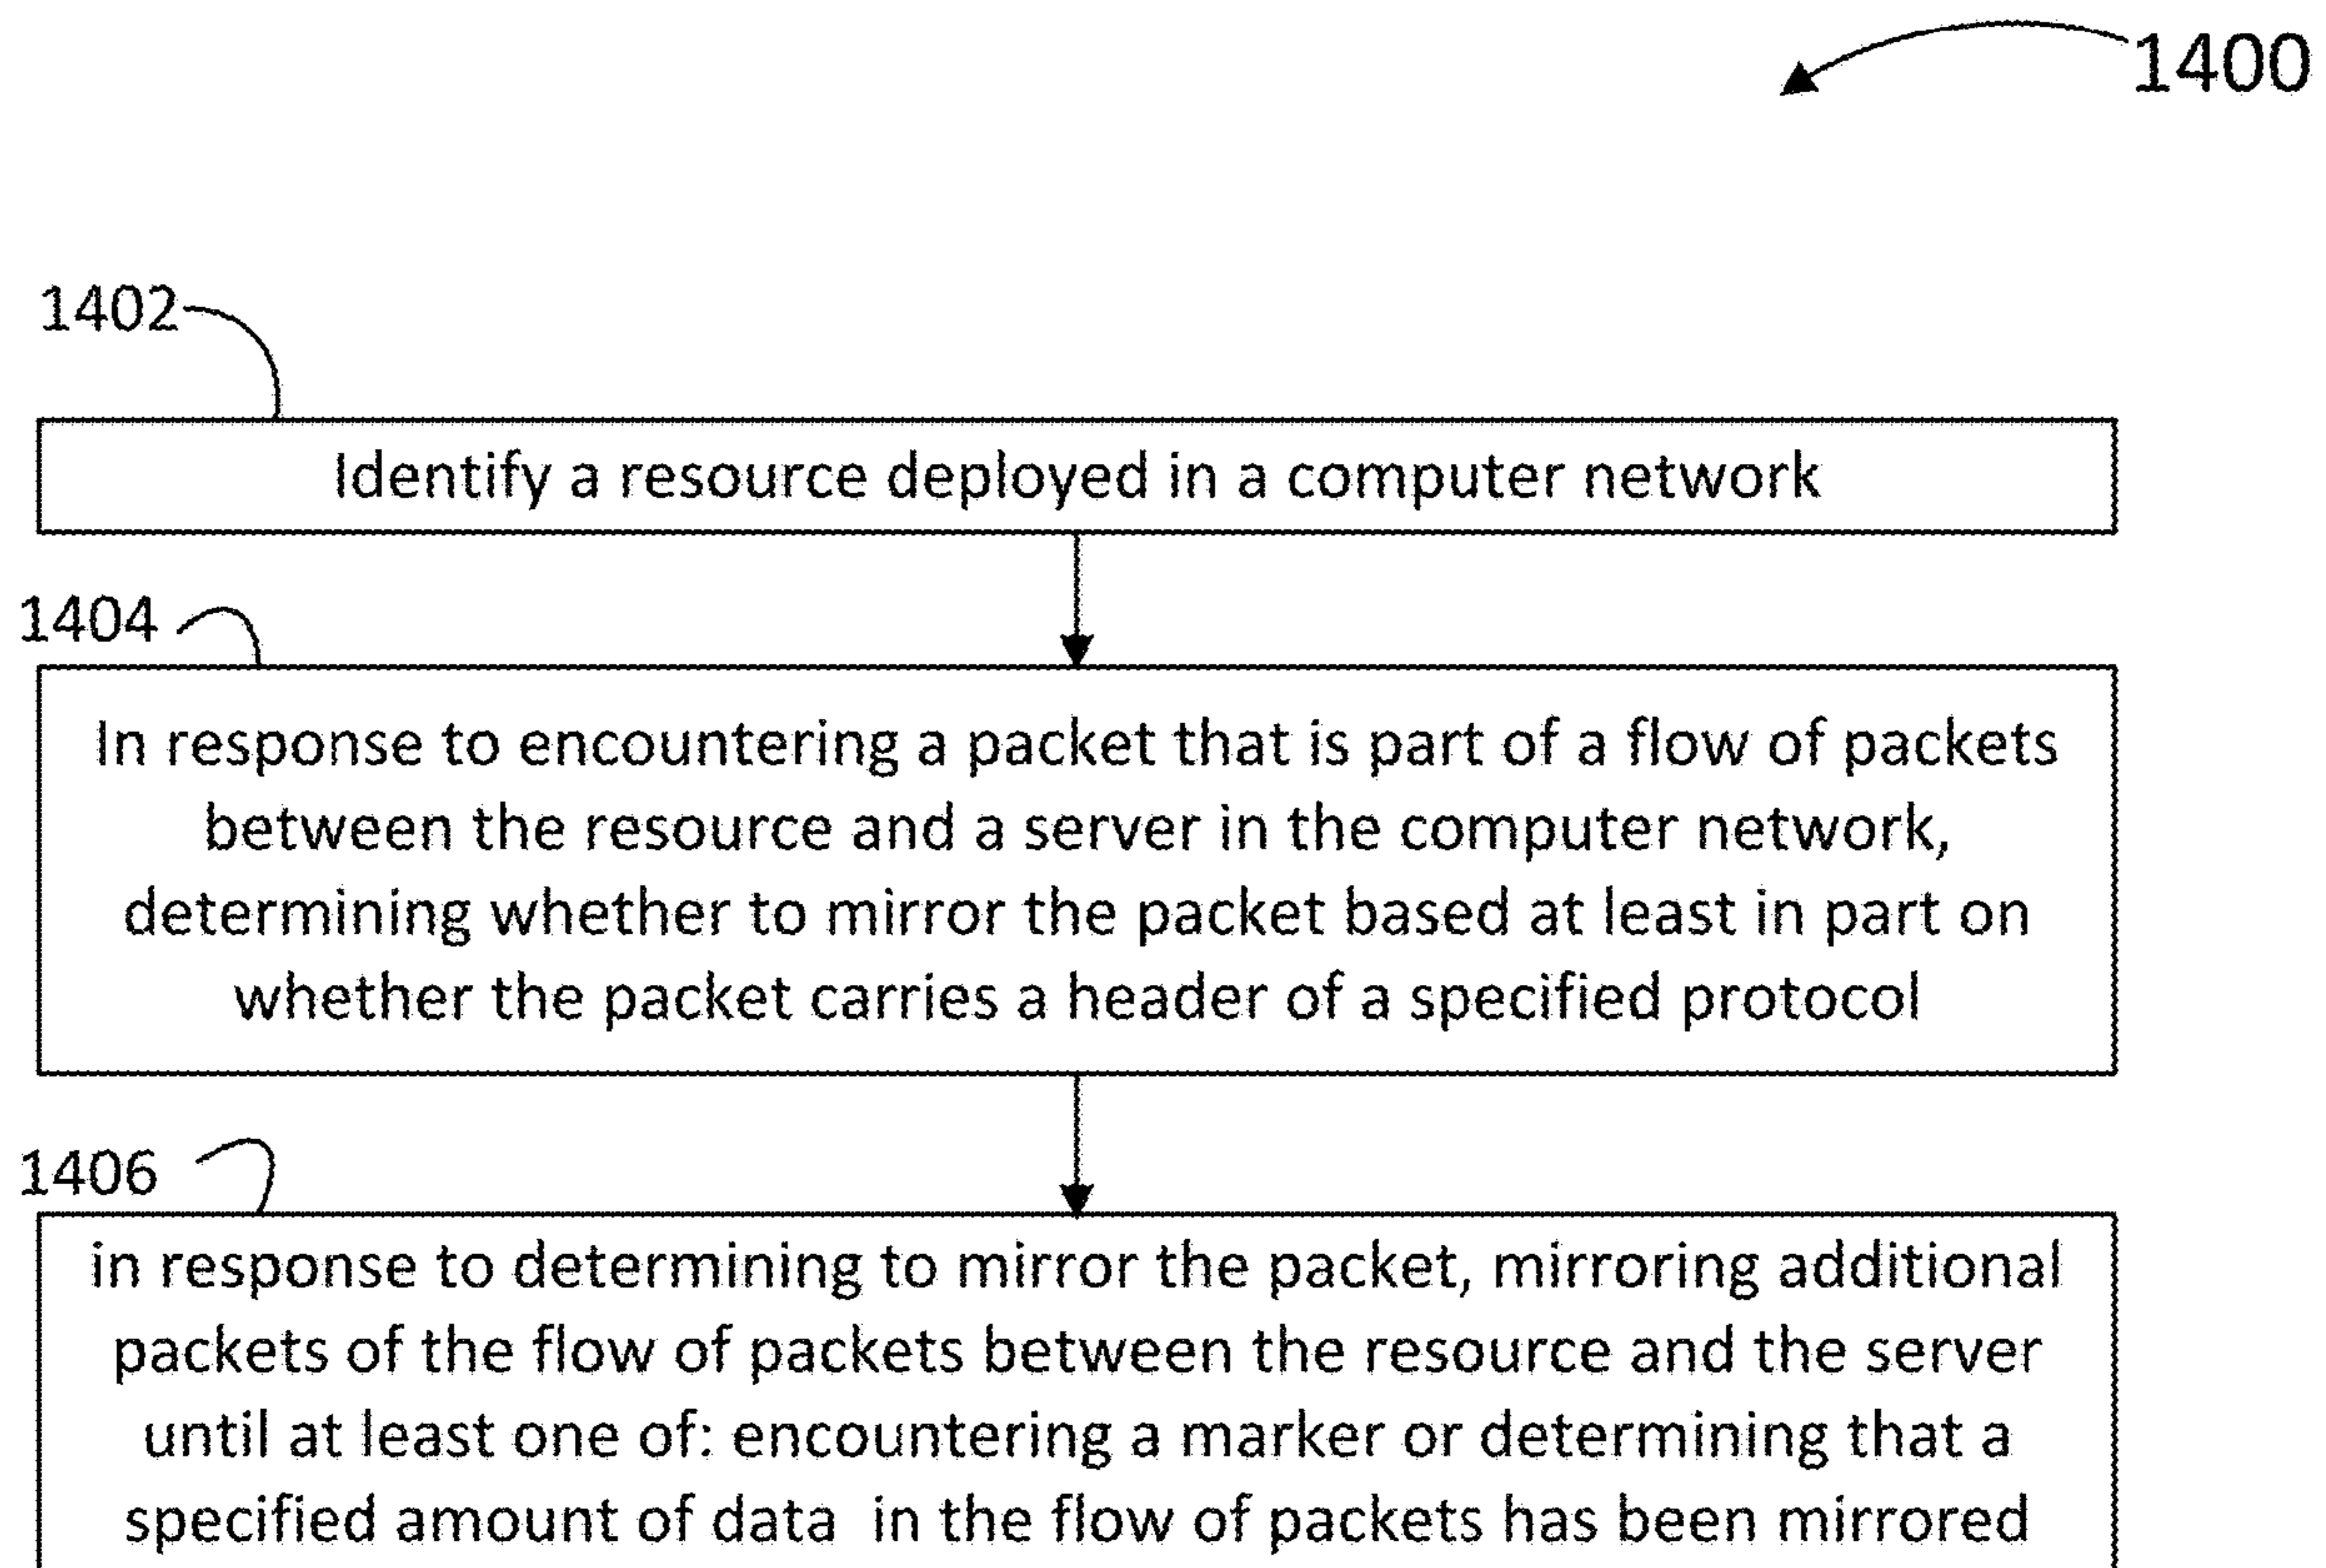 1400
1402
Identify a resource deployed in a computer network
1404
In response to encountering a packet that is part of a flow of packets
between the resource and a server in the computer network,
determining whether to mirror the packet based at least in part on
whether the packet carries a header of a specified protocol
1406
in response to determining to mirror the packet, mirroring additional
packets of the flow of packets between the resource and the server
until at least one of: encountering a marker or determining that a
specified amount of data in the flow of packets has been mirrored